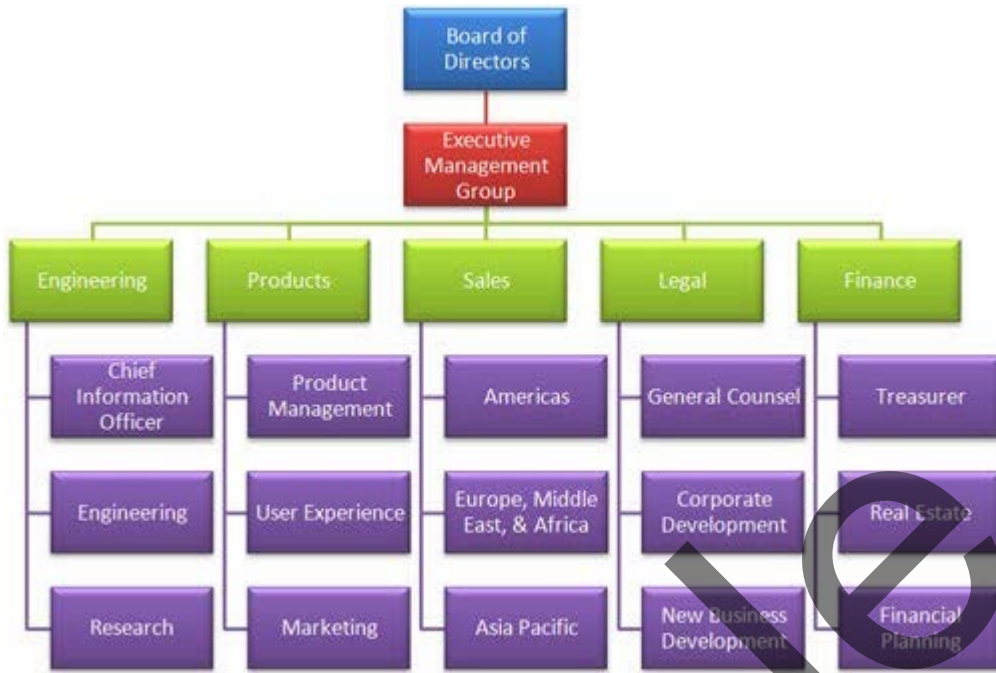 Board of
Directors
Executive
Management
Group
Engineering
Products
Sales
Legal
Finance
Chief
Information
Officer
Product
Management
Americas
General Counsel
Treasurer
Engineering
User Experience
Europe, Middle
East, & Africa
Corporate
Development
Real Estate
Research
Marketing
Asia Pacific
New Business
Development
Financial
Planning